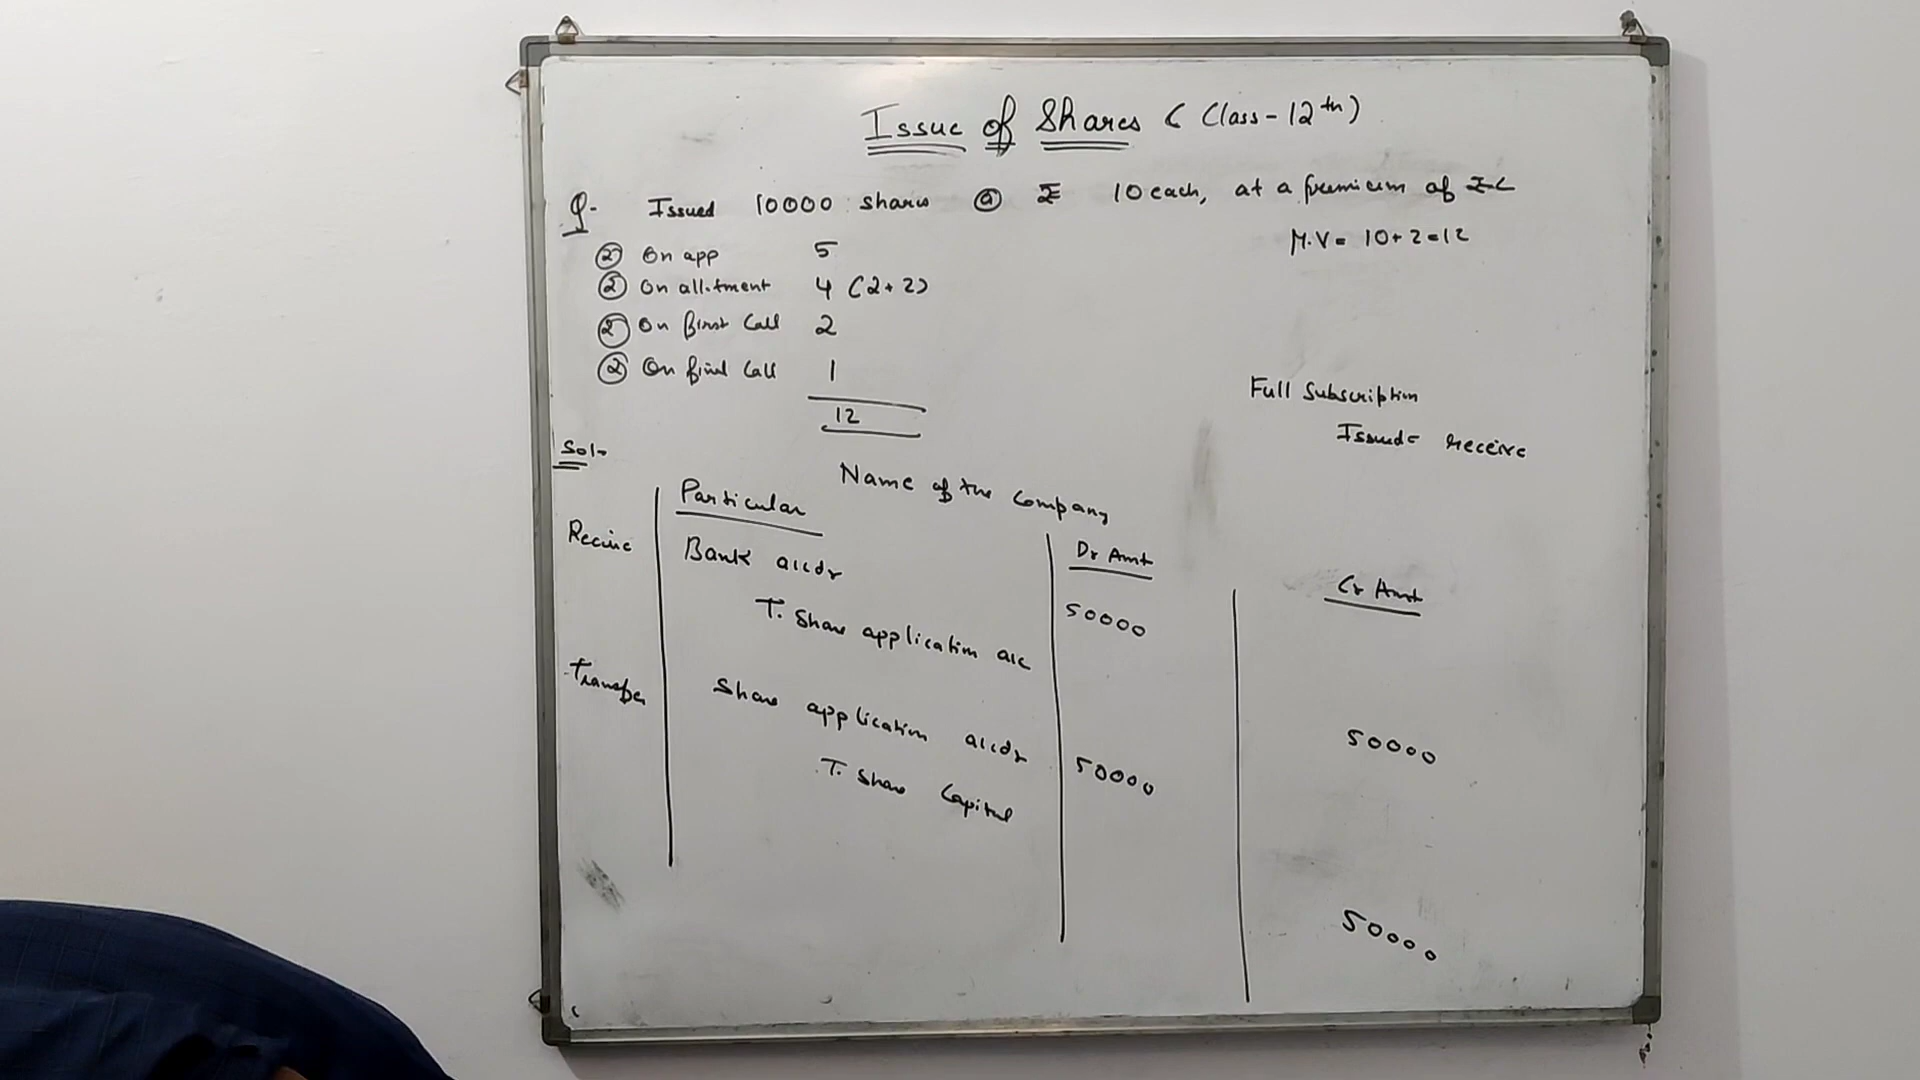 Issue of Shares ( Class - 12th )
Q- Issued 10000 shares @ ₹ 10 each, at a premium of ₹ 2
M.V = 10 + 2 = 12
② On app 5
② On allotment 4 (2+2)
② On first Call 2
② On final Call 1
12
Full Subscription
Issued = receive
Sol-
Name of the Company
Particular
Dr Amt
Cr Amt
Recive
Bank a/c dr
50000
T. Share application a/c
50000
Transfer
Share application a/c dr
50000
T. Share Capital
50000